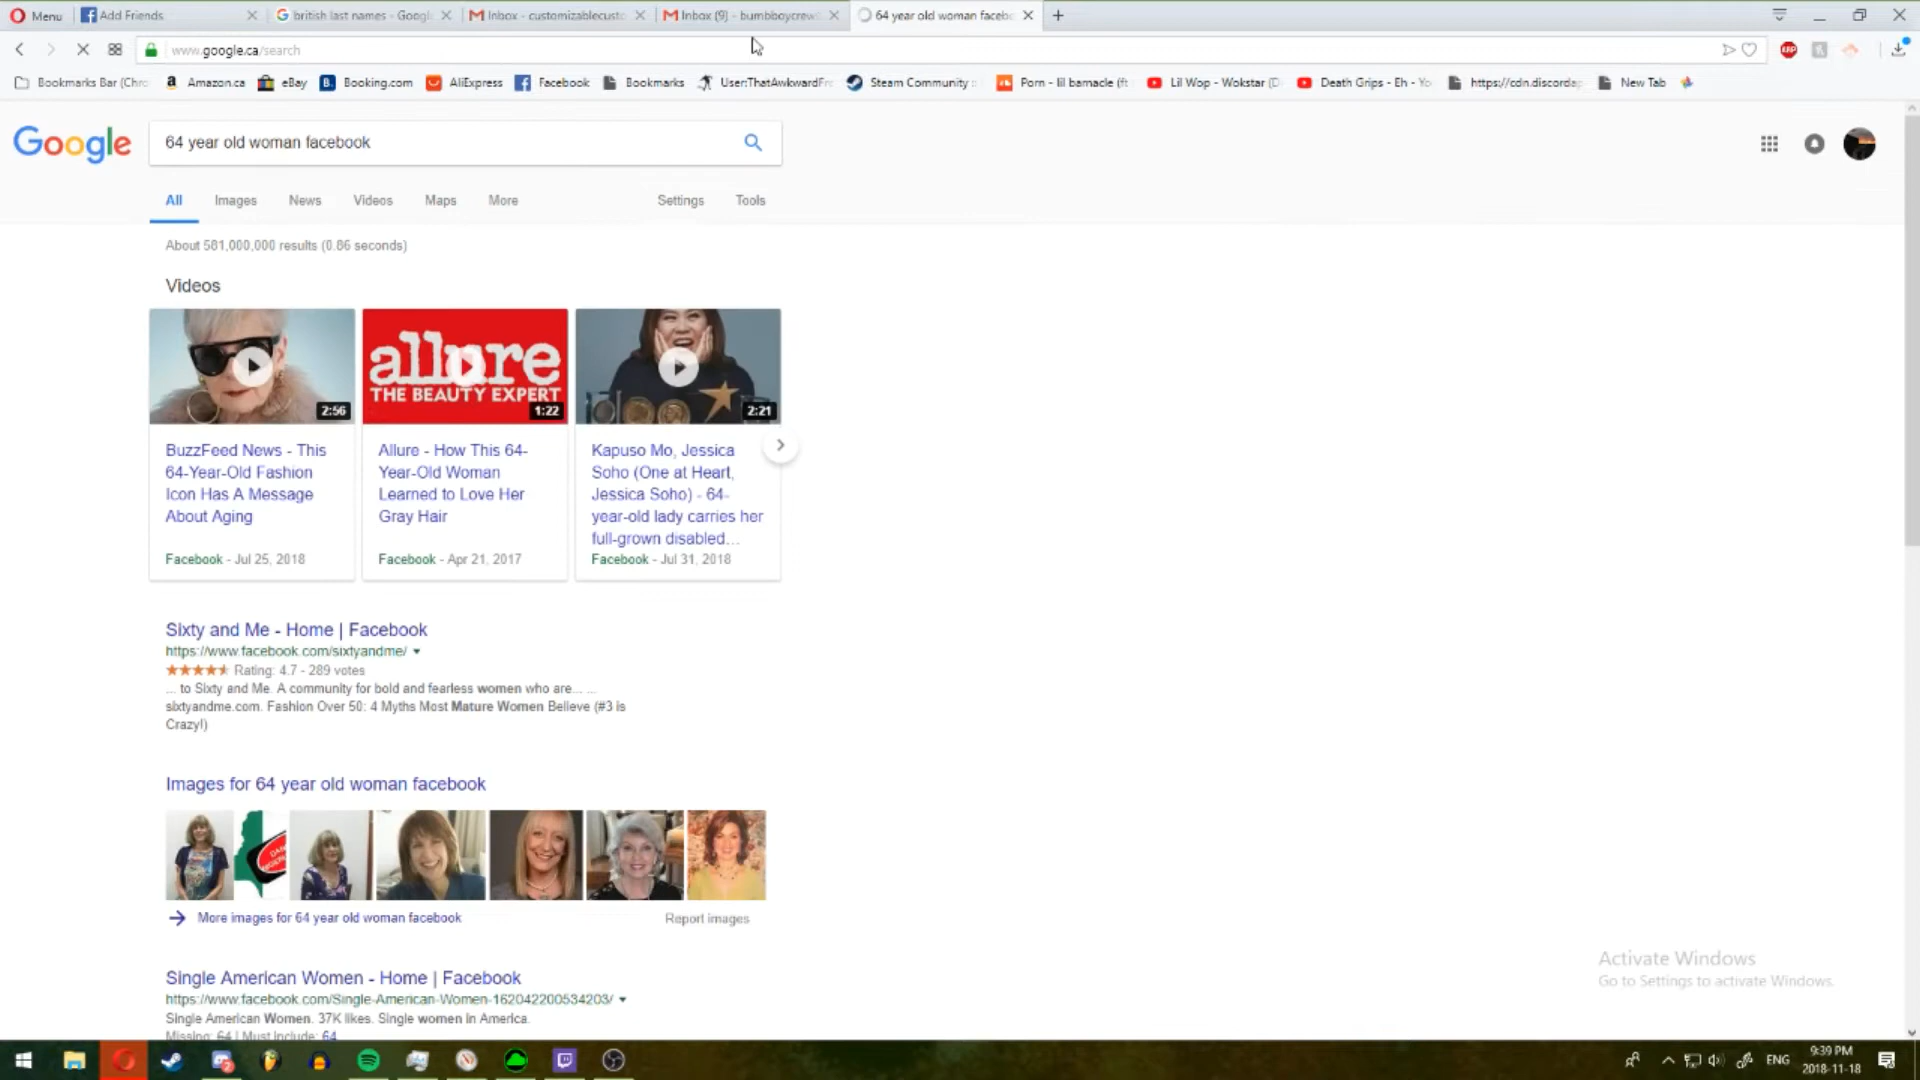 Menu
Add Friends
british last names - Googl
Inbox - customizablecusto
Inbox (9) - bumbboycrew
64 year old woman facebo
www.google.ca/search
Bookmarks Bar (Chro
Amazon.ca
eBay
Booking.com
AliExpress
Facebook
Bookmarks
User:ThatAwkwardFr
Steam Community ::
Porn - lil barnacle (ft
Lil Wop - Wokstar (D
Death Grips - Eh - Yo
https://cdn.discordap
New Tab
Google
64 year old woman facebook
All
Images
News
Videos
Maps
More
Settings
Tools
About 581,000,000 results (0.86 seconds)
Videos
2:56
allure
THE BEAUTY EXPERT
1:22
2:21
BuzzFeed News - This
64-Year-Old Fashion
Icon Has A Message
About Aging
Facebook - Jul 25, 2018
Allure - How This 64-
Year-Old Woman
Learned to Love Her
Gray Hair
Facebook - Apr 21, 2017
Kapuso Mo, Jessica
Soho (One at Heart,
Jessica Soho) - 64-
year-old lady carries her
full-grown disabled...
Facebook - Jul 31, 2018
Sixty and Me - Home | Facebook
https://www.facebook.com/sixtyandme/
Rating: 4.7 - 289 votes
... to Sixty and Me. A community for bold and fearless women who are... ...
sixtyandme.com. Fashion Over 50: 4 Myths Most Mature Women Believe (#3 is
Crazy!)
Images for 64 year old woman facebook
More images for 64 year old woman facebook
Report images
Single American Women - Home | Facebook
https://www.facebook.com/Single-American-Women-162042200534203/
Single American Women. 37K likes. Single women in America.
Missing: 64 | Must include: 64
Activate Windows
Go to Settings to activate Windows.
ENG
9:39 PM
2018-11-18